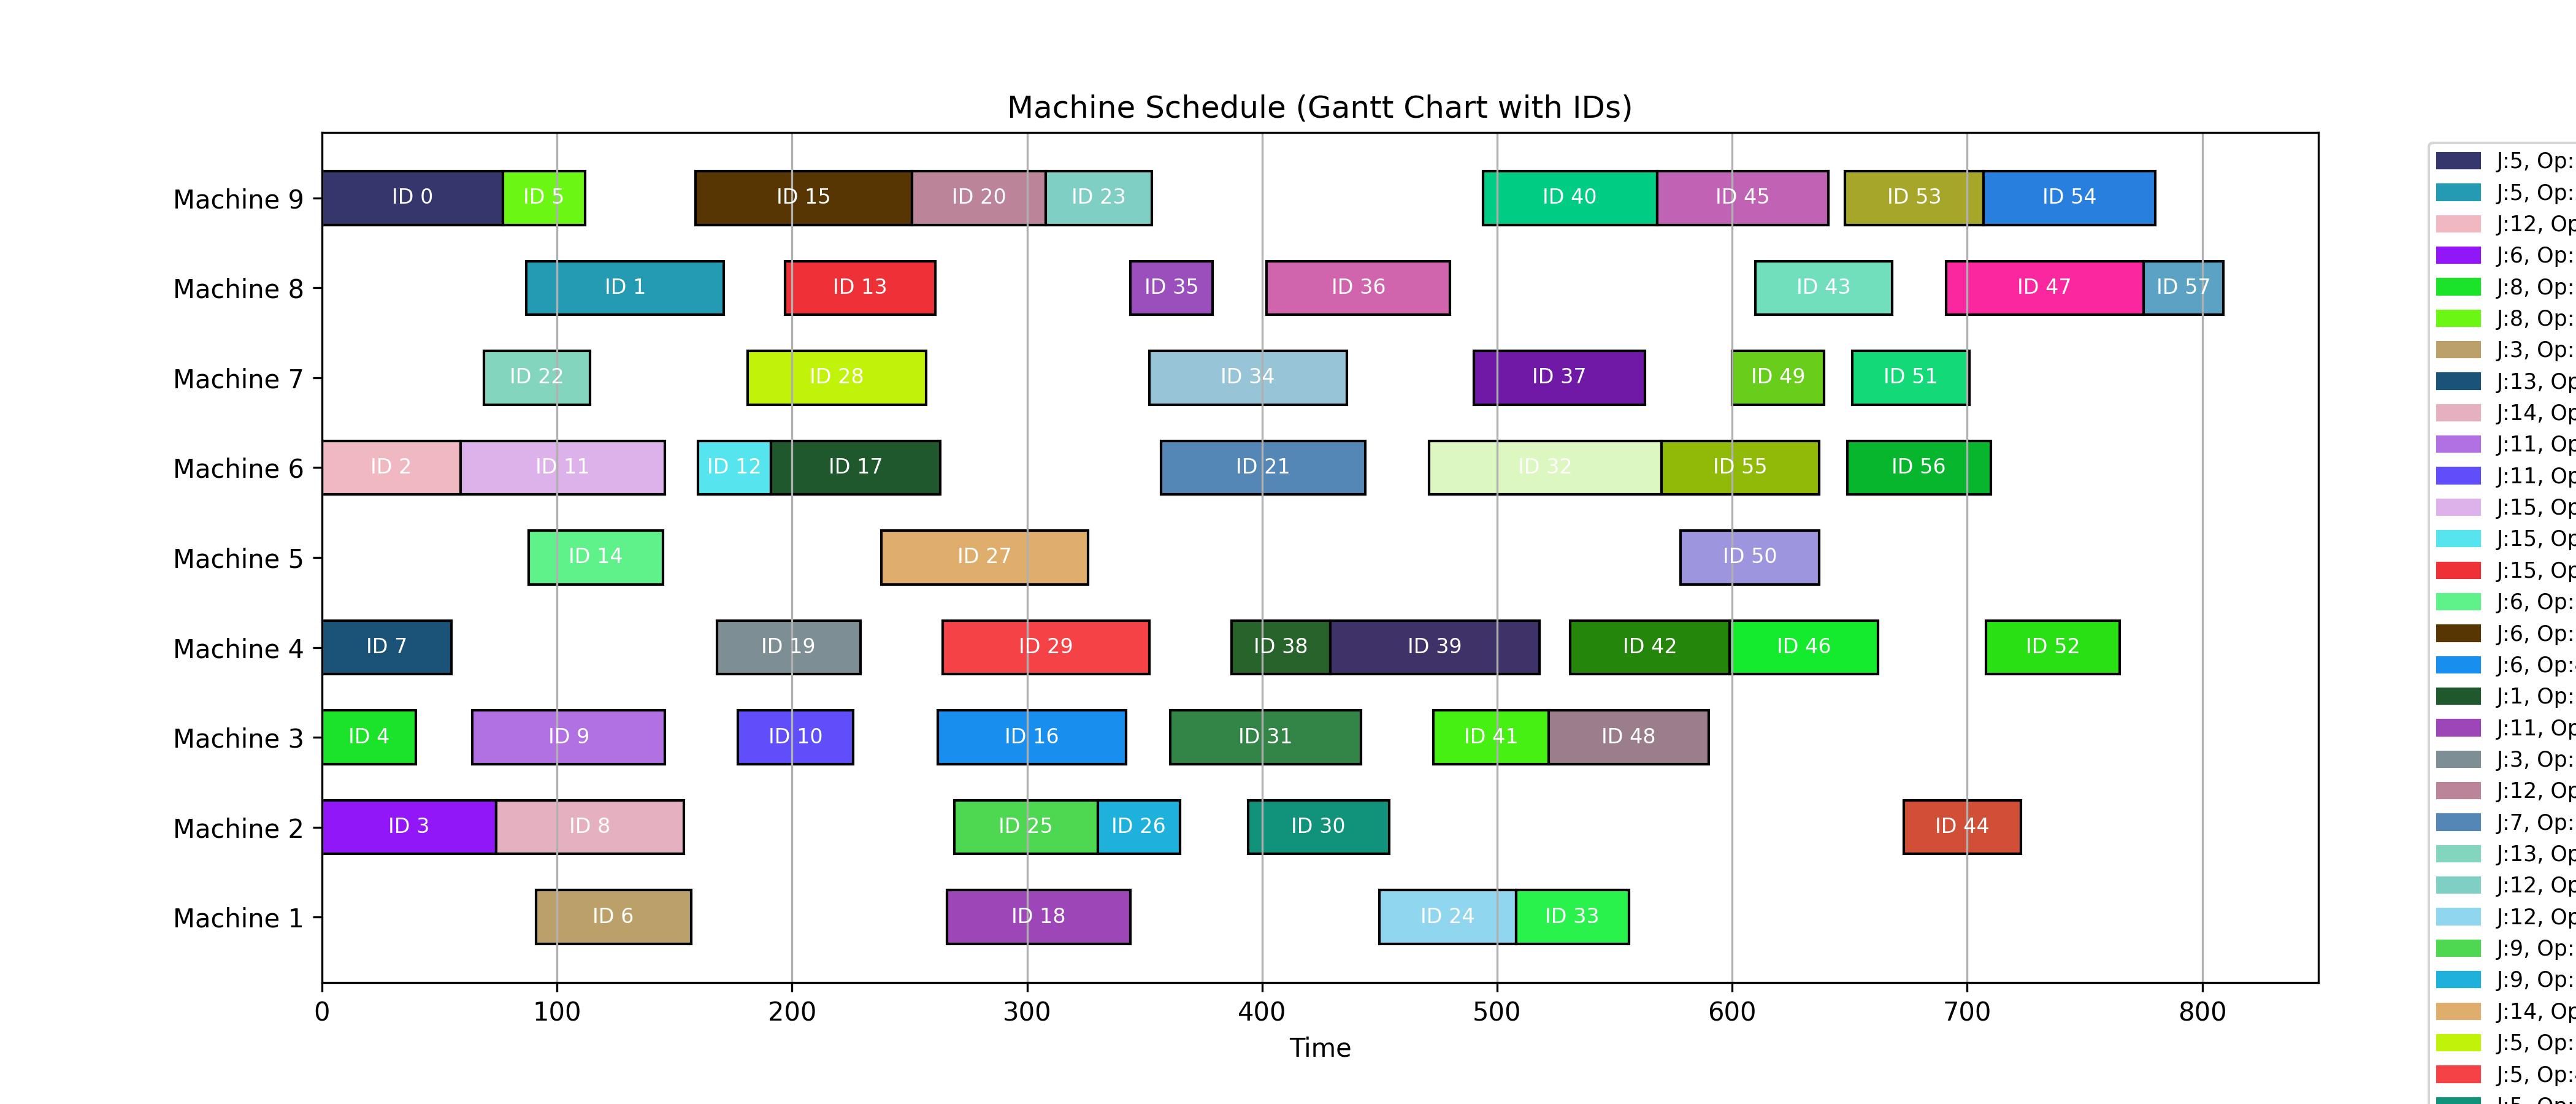 Machine Schedule (Gantt Chart with IDs)
Machine 9
ID 0
ID 5
ID 15
ID 20
ID 23
ID 40
ID 45
ID 53
ID 54
Machine 8
ID 1
ID 13
ID 35
ID 36
ID 43
ID 47
ID 57
Machine 7
ID 22
ID 28
ID 34
ID 37
ID 49
ID 51
Machine 6
ID 2
ID 11
ID 12
ID 17
ID 21
ID 32
ID 55
ID 56
Machine 5
ID 14
ID 27
ID 50
Machine 4
ID 7
ID 19
ID 29
ID 38
ID 39
ID 42
ID 46
ID 52
Machine 3
ID 4
ID 9
ID 10
ID 16
ID 31
ID 41
ID 48
Machine 2
ID 3
ID 8
ID 25
ID 26
ID 30
ID 44
Machine 1
ID 6
ID 18
ID 24
ID 33
0 100 200 300 400 500 600 700 800
Time
J:5, Op:
J:5, Op:
J:12, Op
J:6, Op:
J:8, Op:
J:8, Op:
J:3, Op:
J:13, Op
J:14, Op
J:11, Op
J:11, Op
J:15, Op
J:15, Op
J:15, Op
J:6, Op:
J:6, Op:
J:6, Op:
J:1, Op:
J:11, Op
J:3, Op:
J:12, Op
J:7, Op:
J:13, Op
J:12, Op
J:12, Op
J:9, Op:
J:9, Op:
J:14, Op
J:5, Op:
J:5, Op: